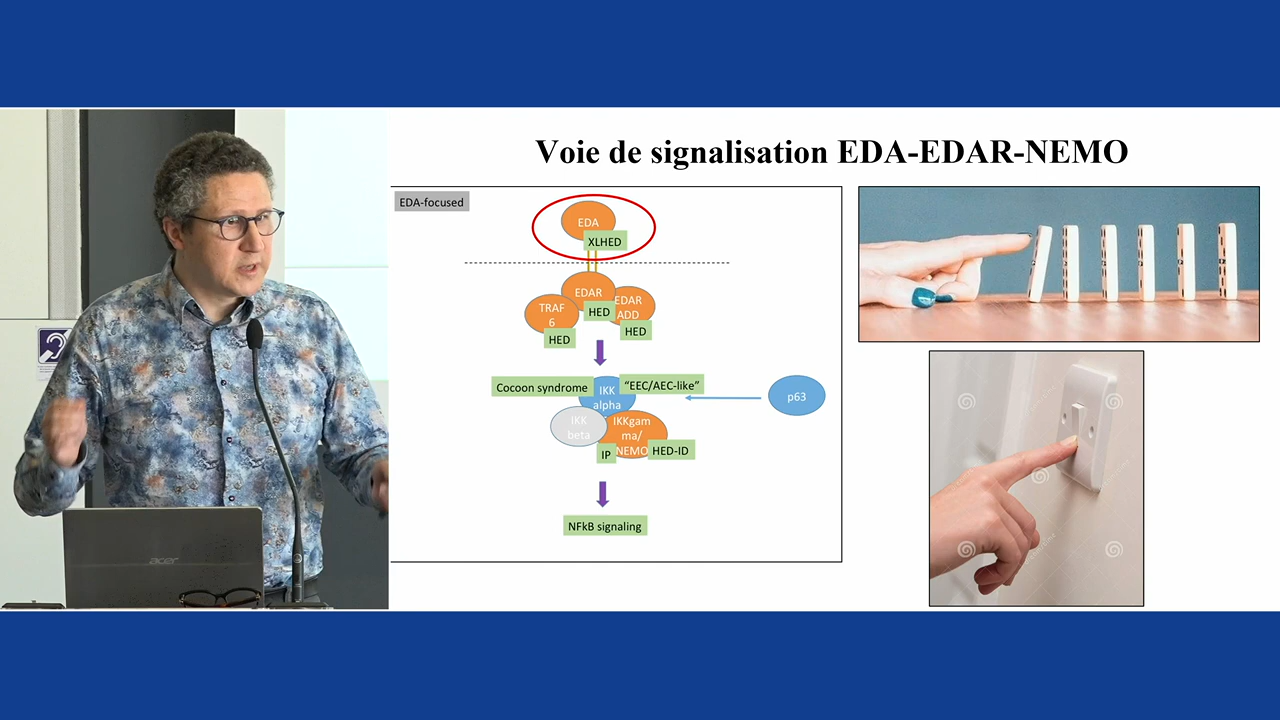 Voie de signalisation EDA-EDAR-NEMO
EDA-focused
EDA
XLHED
EDAR
EDAR
ADD
TRAF
6
HED
HED
HED
Cocoon syndrome
IKK
alpha
“EEC/AEC-like”
p63
IKK
beta
IKKgam
ma/
NEMO
IP
HED-ID
NFkB signaling
acer